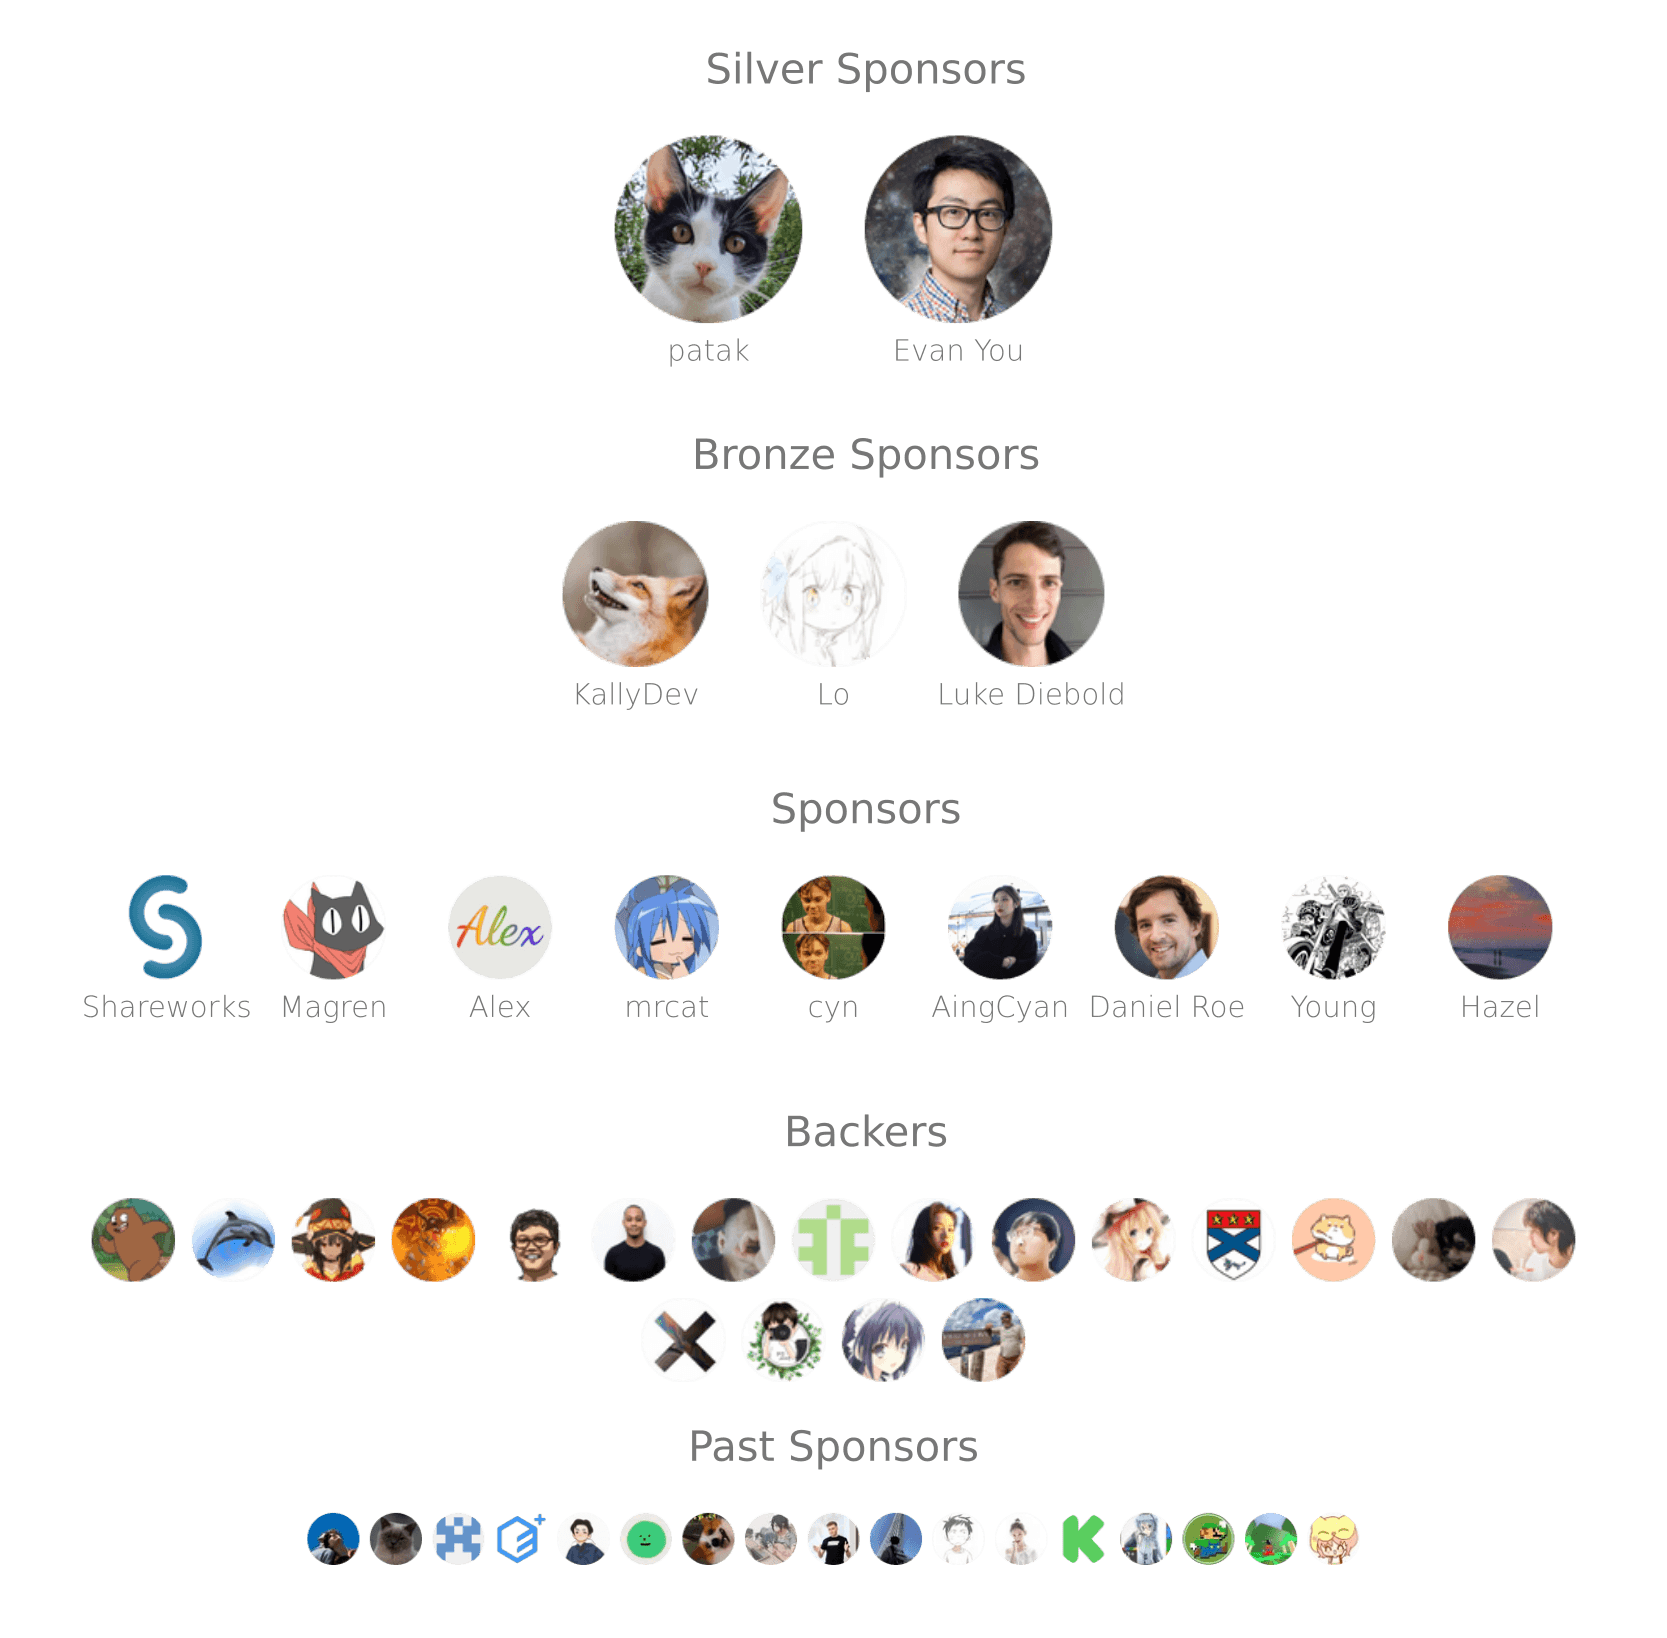 Silver Sponsors
patak Evan You
Bronze Sponsors
KallyDev Lo Luke Diebold
Sponsors
Alex
Shareworks Magren Alex mrcat cyn AingCyan Daniel Roe Young Hazel
Backers
Past Sponsors